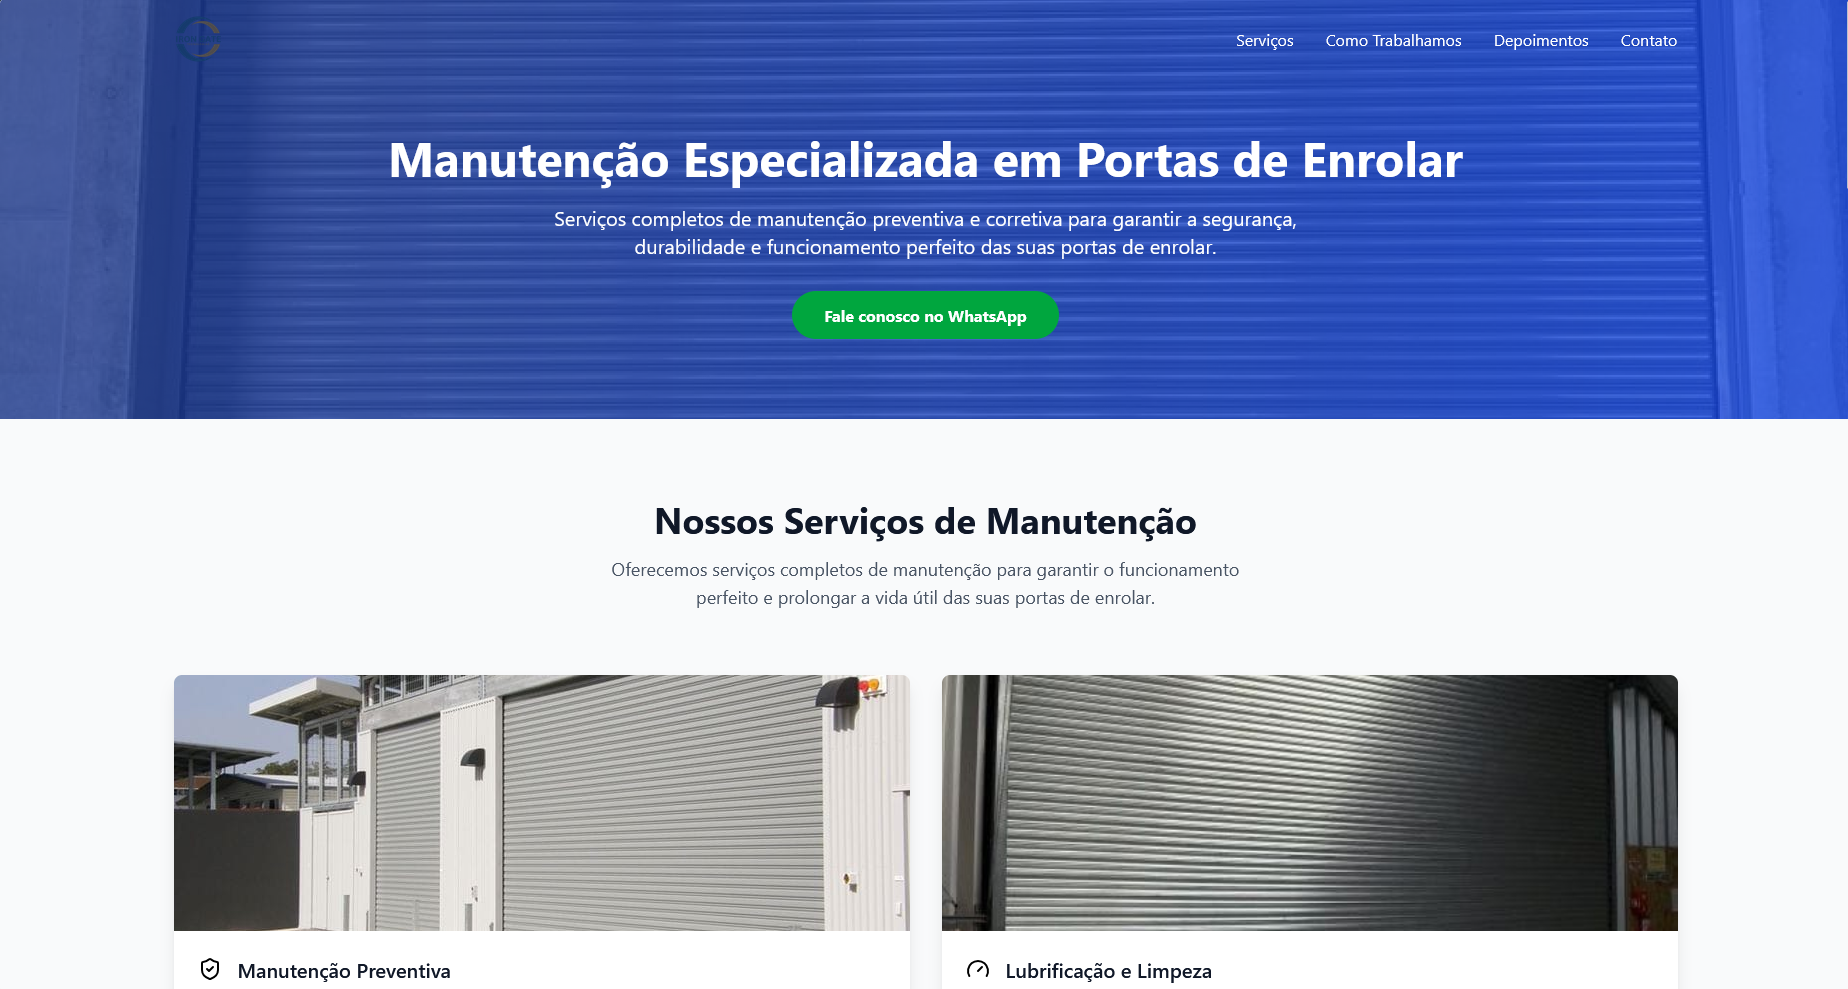 Serviços
Como Trabalhamos
Depoimentos
Contato
Manutenção Especializada em Portas de Enrolar
Serviços completos de manutenção preventiva e corretiva para garantir a segurança,
durabilidade e funcionamento perfeito das suas portas de enrolar.
Fale conosco no WhatsApp
Nossos Serviços de Manutenção
Oferecemos serviços completos de manutenção para garantir o funcionamento
perfeito e prolongar a vida útil das suas portas de enrolar.
Manutenção Preventiva
Lubrificação e Limpeza